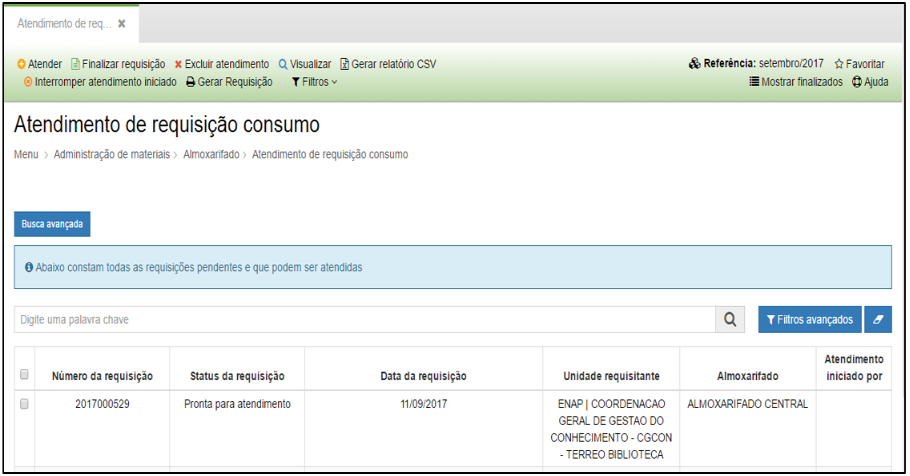 Atendimento de req... ✖
Atender Finalizar requisição Excluir atendimento Visualizar Gerar relatório CSV
Referência: setembro/2017 Favoritar
Interromper atendimento iniciado Gerar Requisição Filtros
Mostrar finalizados Ajuda
Atendimento de requisição consumo
Menu > Administração de materiais > Almoxarifado > Atendimento de requisição consumo
Busca avançada
Abaixo constam todas as requisições pendentes e que podem ser atendidas
Digite uma palavra chave
Filtros avançados
Número da requisição
Status da requisição
Data da requisição
Unidade requisitante
Almoxarifado
Atendimento
iniciado por
2017000529
Pronta para atendimento
11/09/2017
ENAP | COORDENACAO
GERAL DE GESTAO DO
CONHECIMENTO - CGCON
- TERREO BIBLIOTECA
ALMOXARIFADO CENTRAL